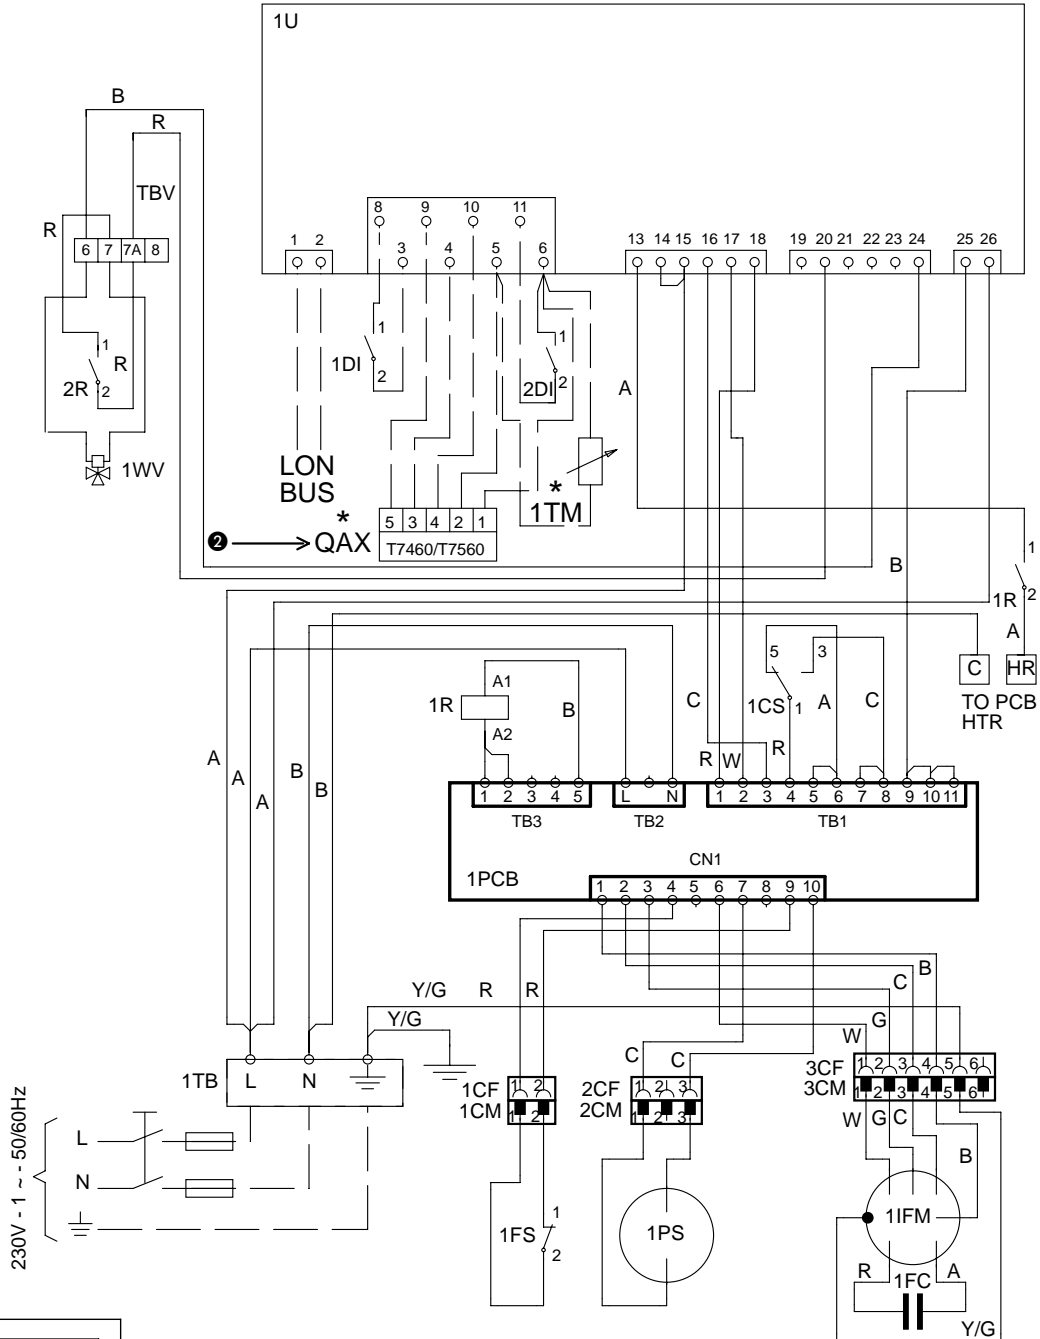 1U
B
R
TBV
R
6 7 7A 8
8 9 10 11
1 2 3 4 5 6
13 14 15 16 17 18 19 20 21 22 23 24 25 26
1
R
2R 2
1WV
1
1DI 2
1
2DI 2
A
LON
BUS
*
1TM
*
2 QAX
5 3 4 2 1
T7460/T7560
B
1
1R 2
A
C HR
TO PCB
HTR
5 3
1CS 1
A C
A1
1R B
A2
C
R W R
A A A B B
1 2 3 4 5
L N
1 2 3 4 5 6 7 8 9 10 11
TB3 TB2 TB1
CN1
1PCB
1 2 3 4 5 6 7 8 9 10
Y/G R R
Y/G
B
C
G
W
C C
1TB L N
1CF 1 2
1CM 1 2
2CF 1 2 3
2CM 1 2 3
3CF 1 2 3 4 5 6
3CM 1 2 3 4 5 6
W G C
B
230V - 1 ~ - 50/60Hz
L
N
1FS 1
2
1PS
1IFM
R 1FC A
Y/G